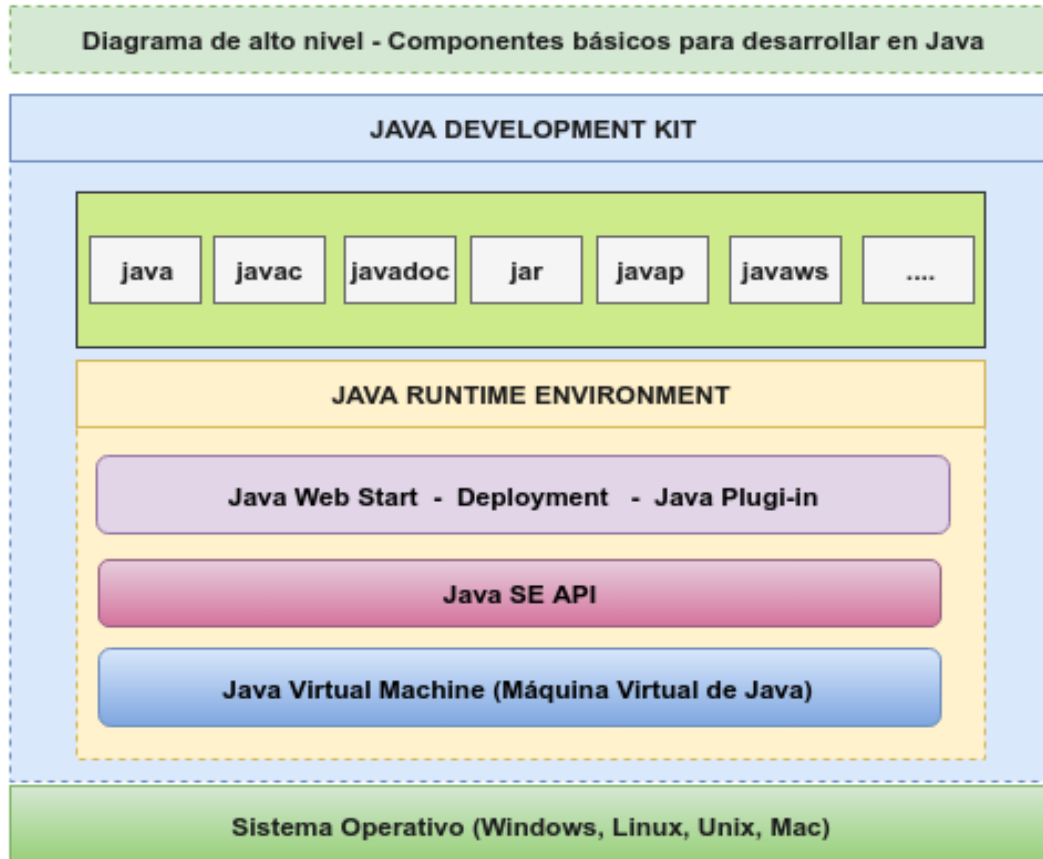 Diagrama de alto nivel - Componentes básicos para desarrollar en Java
JAVA DEVELOPMENT KIT
java javac javadoc jar javap javaws ....
JAVA RUNTIME ENVIRONMENT
Java Web Start - Deployment - Java Plugi-in
Java SE API
Java Virtual Machine (Máquina Virtual de Java)
Sistema Operativo (Windows, Linux, Unix, Mac)